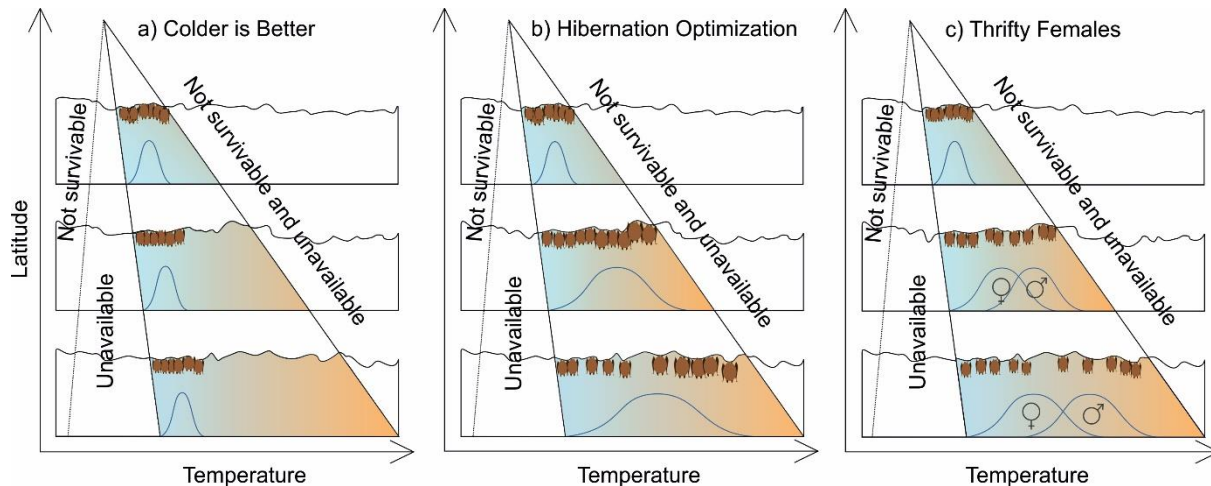 a) Colder is Better
Not survivable
Not survivable and unavailable
Unavailable
Latitude
Temperature
b) Hibernation Optimization
Not survivable
Not survivable and unavailable
Unavailable
Temperature
c) Thrifty Females
Not survivable
Not survivable and unavailable
Unavailable
♀
♂
♀
♂
Temperature